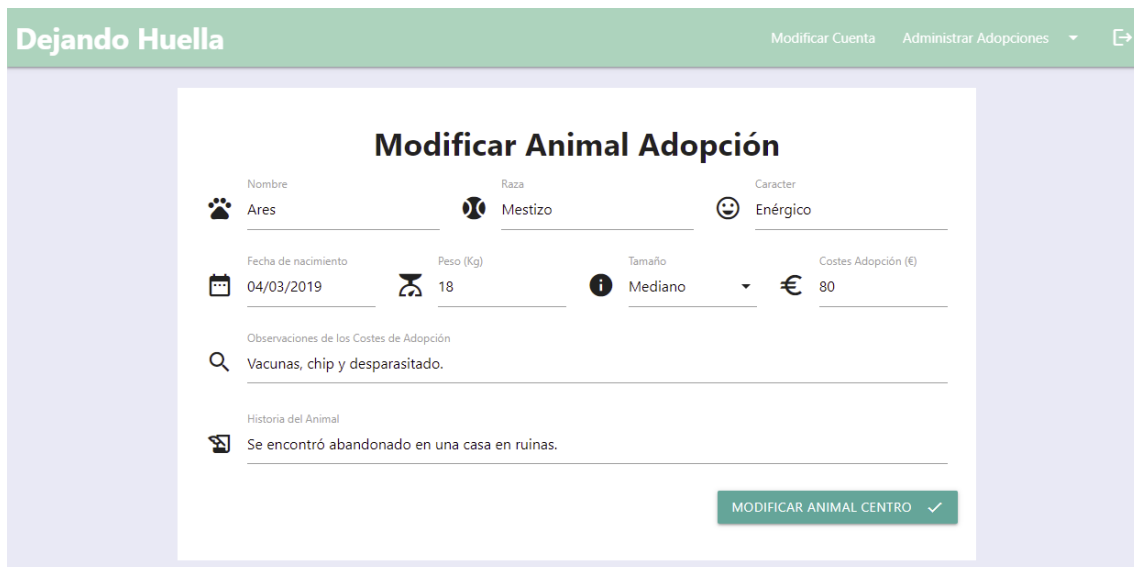 Dejando Huella
Modificar Cuenta Administrar Adopciones
Modificar Animal Adopción
Nombre Raza Caracter
Ares Mestizo Enérgico
Fecha de nacimiento Peso (Kg) Tamaño Costes Adopción (€)
04/03/2019 18 Mediano € 80
Observaciones de los Costes de Adopción
Vacunas, chip y desparasitado.
Historia del Animal
Se encontró abandonado en una casa en ruinas.
MODIFICAR ANIMAL CENTRO